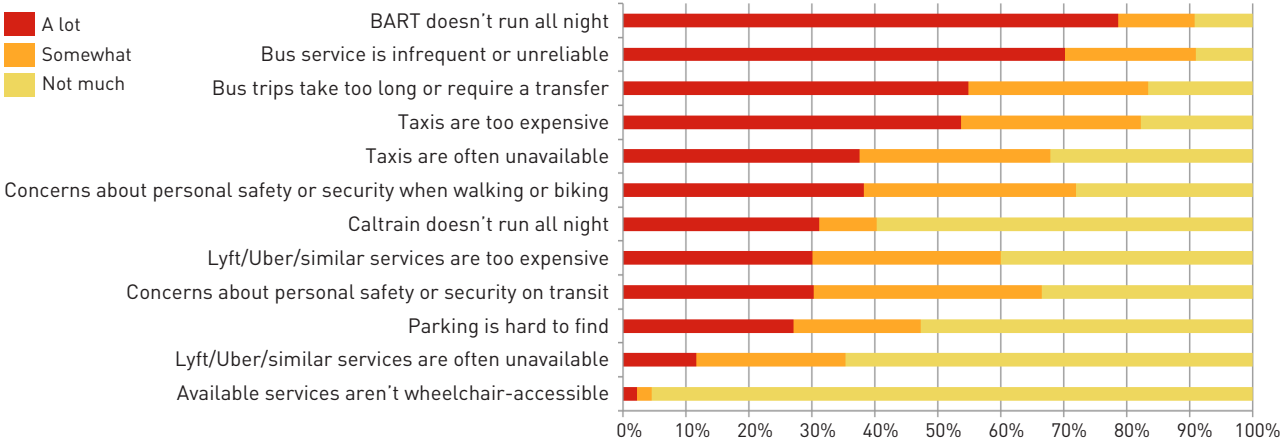 A lot
Somewhat
Not much
BART doesn’t run all night
Bus service is infrequent or unreliable
Bus trips take too long or require a transfer
Taxis are too expensive
Taxis are often unavailable
Concerns about personal safety or security when walking or biking
Caltrain doesn’t run all night
Lyft/Uber/similar services are too expensive
Concerns about personal safety or security on transit
Parking is hard to find
Lyft/Uber/similar services are often unavailable
Available services aren’t wheelchair-accessible
0% 10% 20% 30% 40% 50% 60% 70% 80% 90% 100%